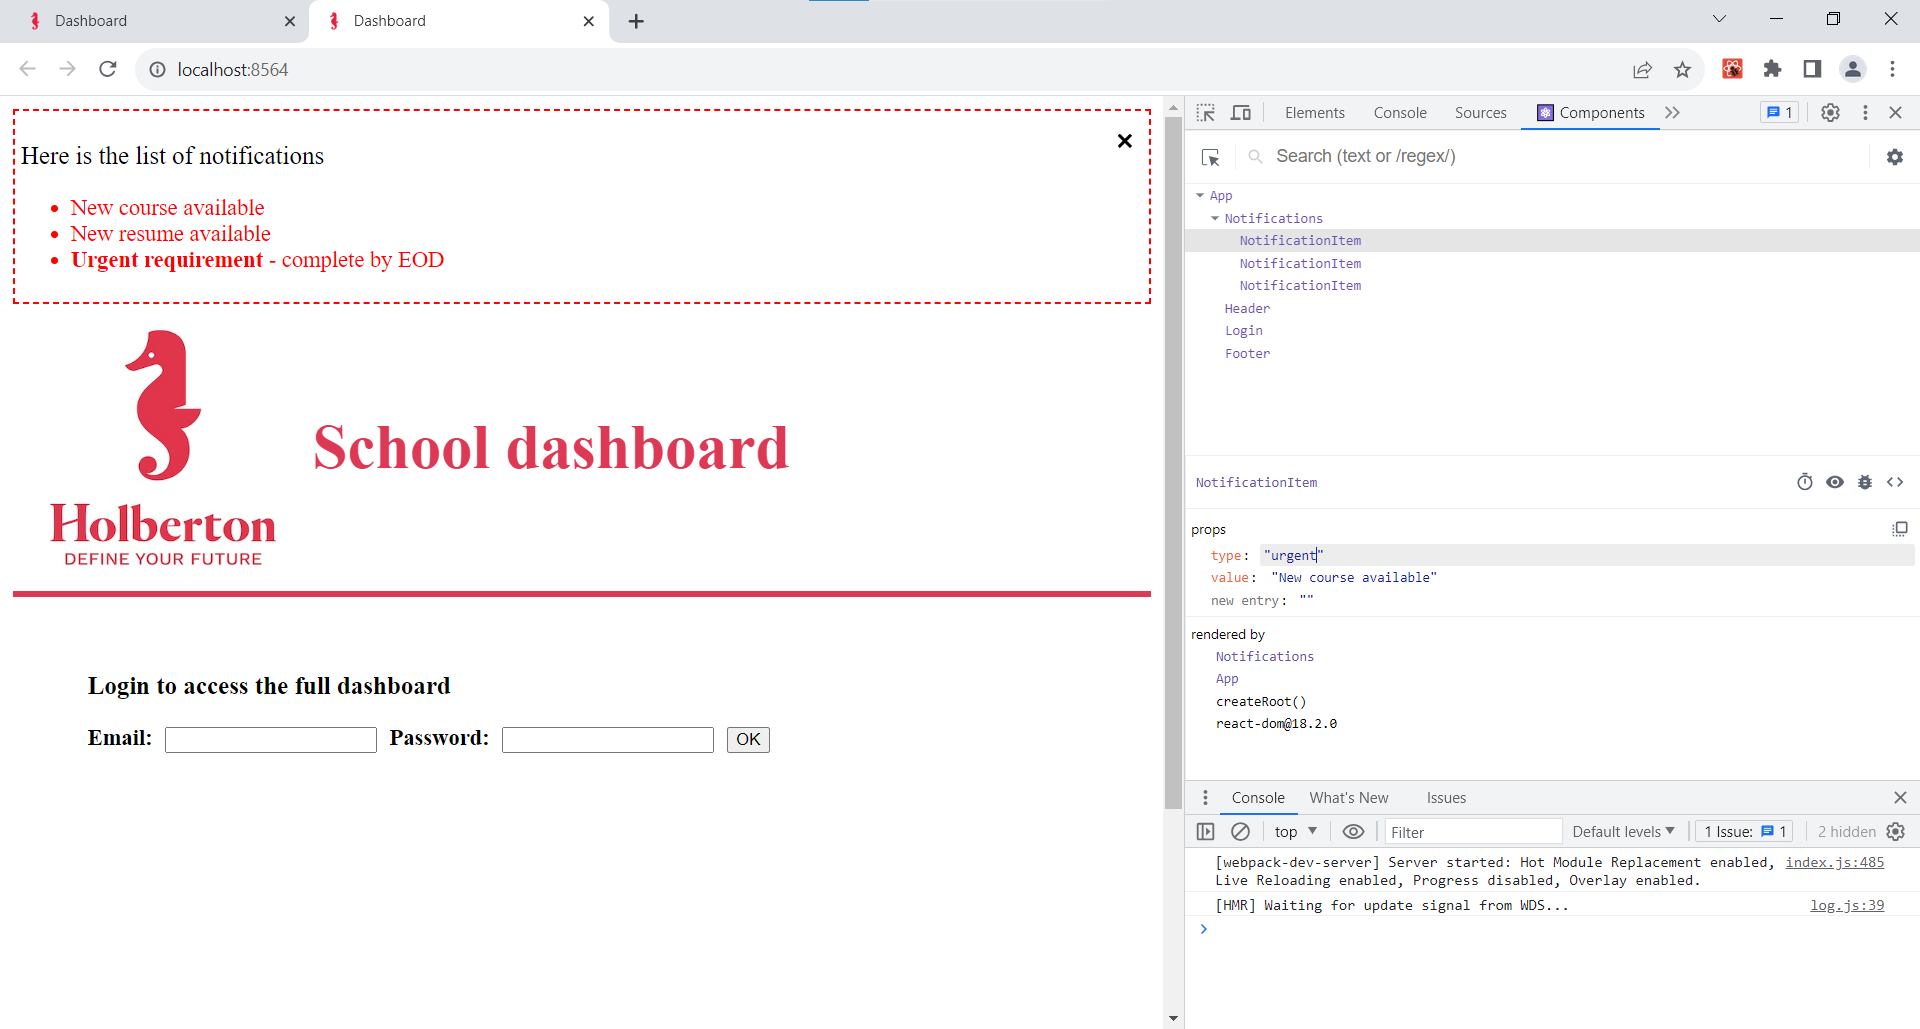 Dashboard
Dashboard
localhost:8564
Here is the list of notifications
New course available
New resume available
Urgent requirement - complete by EOD
School dashboard
Holberton
DEFINE YOUR FUTURE
Login to access the full dashboard
Email: Password: OK
Elements Console Sources Components 1
Search (text or /regex/)
App
Notifications
NotificationItem
NotificationItem
NotificationItem
Header
Login
Footer
NotificationItem
props
type: "urgent"
value: "New course available"
new entry: ""
rendered by
Notifications
App
createRoot()
react-dom@18.2.0
Console What's New Issues
top Filter Default levels 1 Issue: 1 2 hidden
[webpack-dev-server] Server started: Hot Module Replacement enabled, index.js:485
Live Reloading enabled, Progress disabled, Overlay enabled.
[HMR] Waiting for update signal from WDS... log.js:39